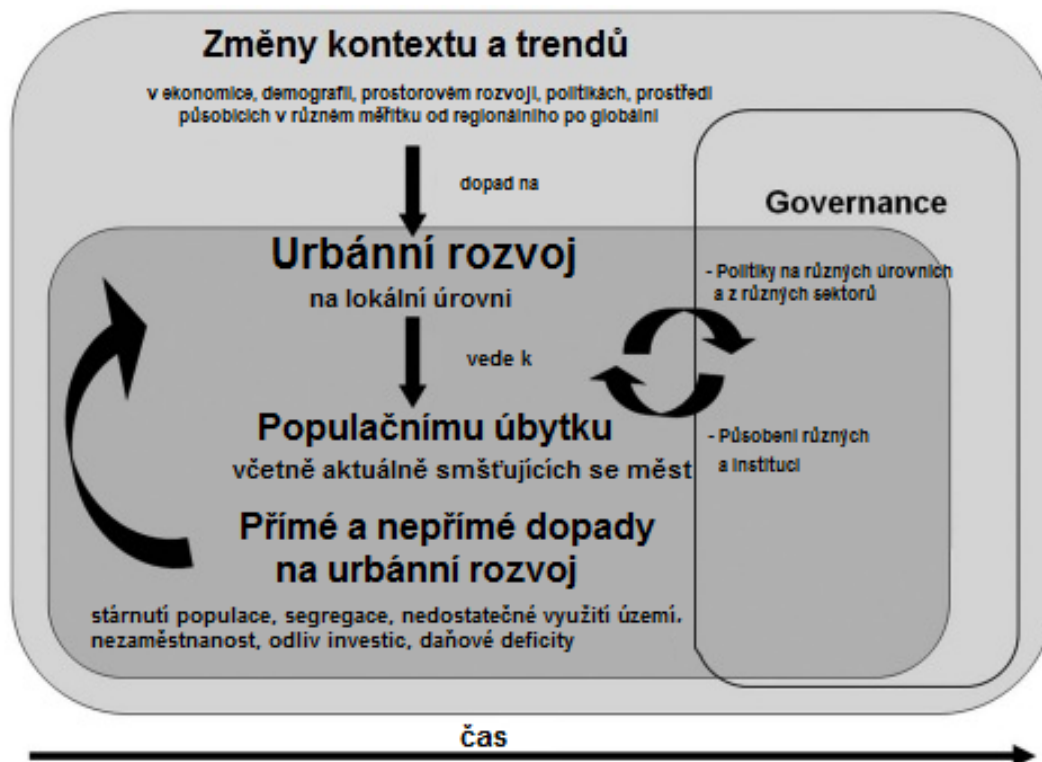 Změny kontextu a trendů
v ekonomice, demografii, prostorovém rozvoji, politikách, prostředí
působících v různém měřítku od regionálního po globální
dopad na
Governance
Urbánní rozvoj
na lokální úrovni
- Politiky na různých úrovních
a z různých sektorů
vede k
Populačnímu úbytku
včetně aktuálně smšťujících se měst
- Působení různých
a institucí
Přímé a nepřímé dopady
na urbánní rozvoj
stárnutí populace, segregace, nedostatečné využití území.
nezaměstnanost, odliv investic, daňové deficity
čas